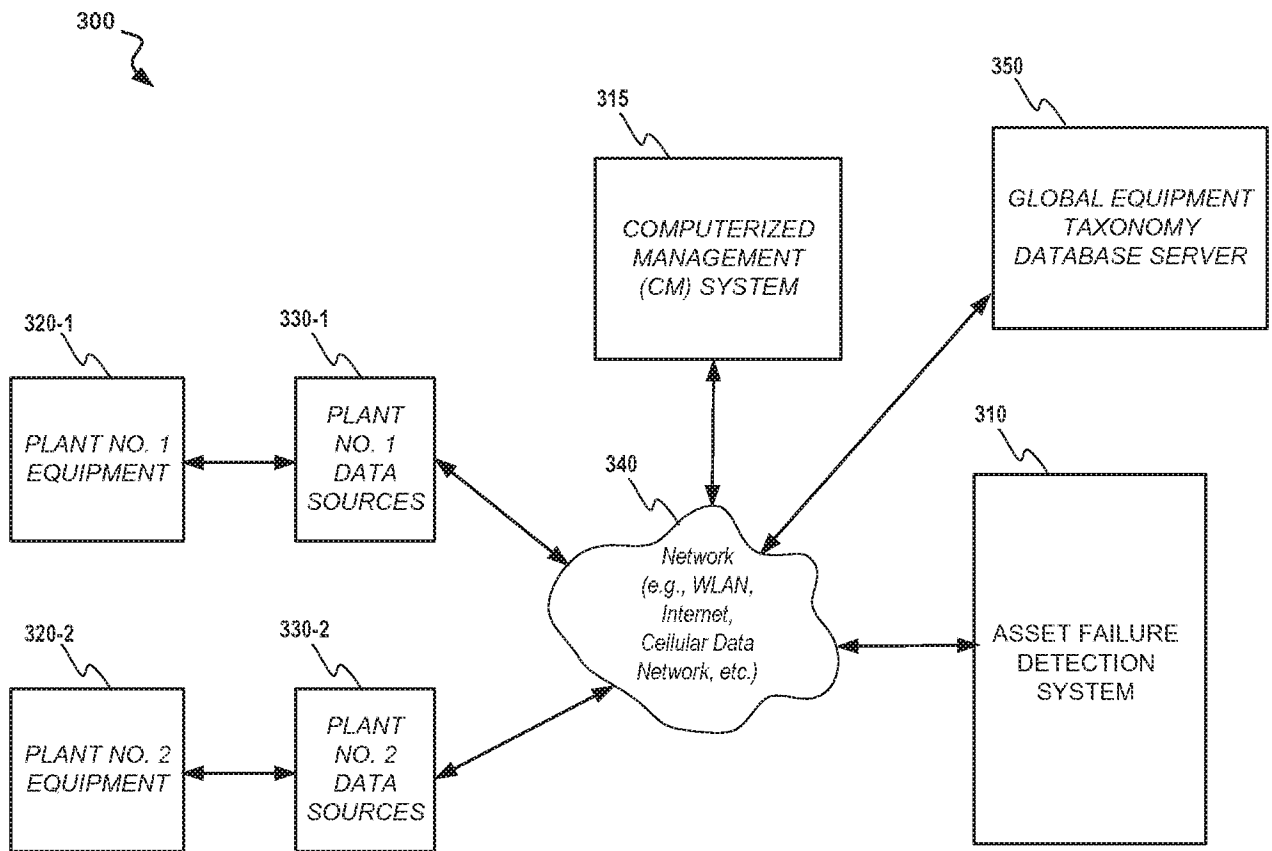 300
350
315
GLOBAL EQUIPMENT
TAXONOMY
DATABASE SERVER
COMPUTERIZED
MANAGEMENT
(CM) SYSTEM
320-1
330-1
PLANT NO. 1
EQUIPMENT
PLANT
NO. 1
DATA
SOURCES
340
310
Network
(e.g., WLAN,
Internet,
Cellular Data
Network, etc.)
ASSET FAILURE
DETECTION
SYSTEM
320-2
330-2
PLANT NO. 2
EQUIPMENT
PLANT
NO. 2
DATA
SOURCES